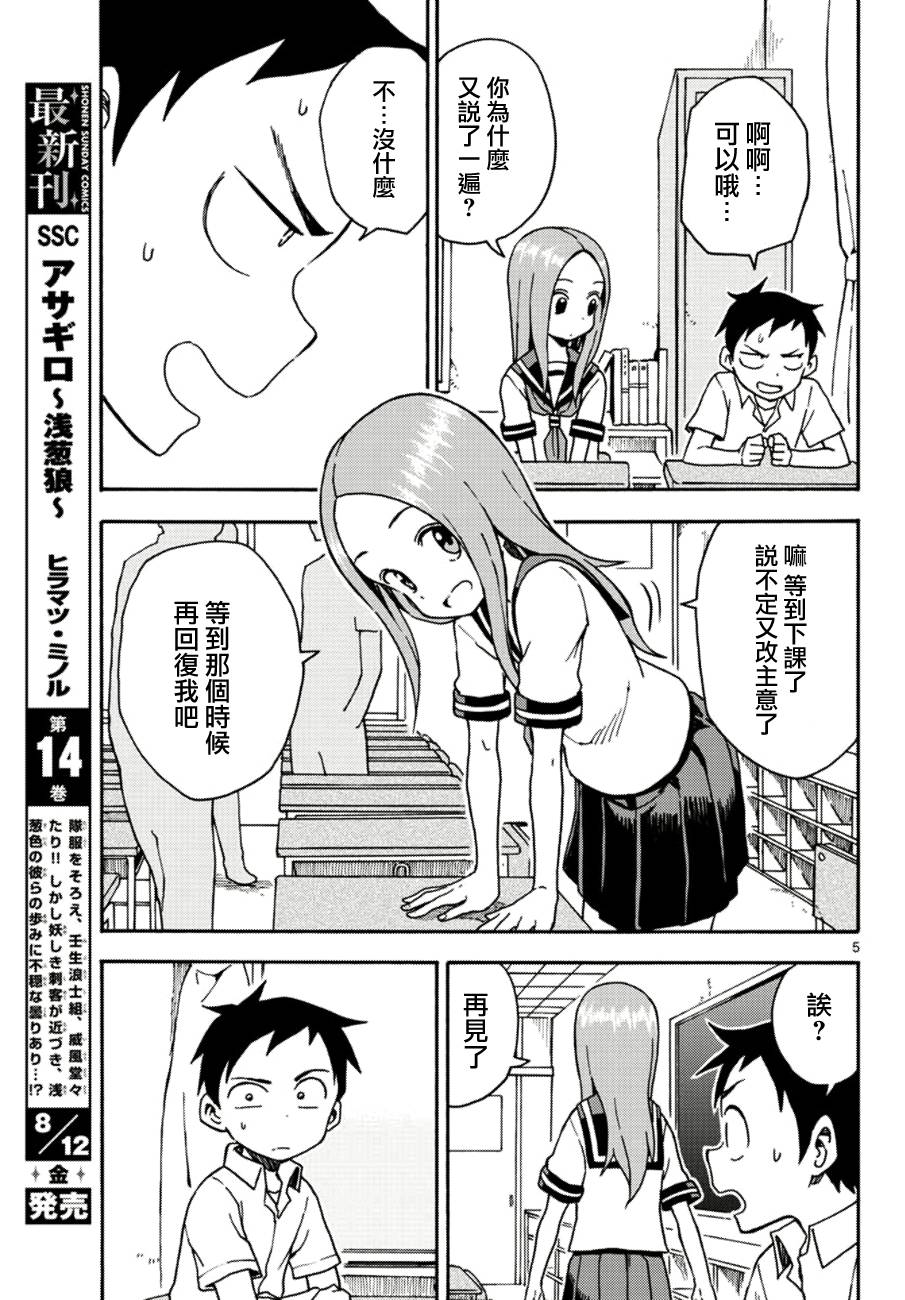 啊啊…
可以哦…
你為什麼
又説了一遍?
不…沒什麼
嘛 等到下課了
説不定又改主意了
等到那個時候
再回復我吧
5
誒?
再見了
SHONEN SUNDAY COMICS
最新刊
SSC
アサギロ
～浅葱狼～
ヒラマツ・ミノル
第
14
巻
隊服をそろえ、壬生浪士組、威風堂々
たり!! しかし妖しき刺客が近づき、浅
葱色の彼らの歩みに不穏な曇りあり…!?
8/12
金
発売